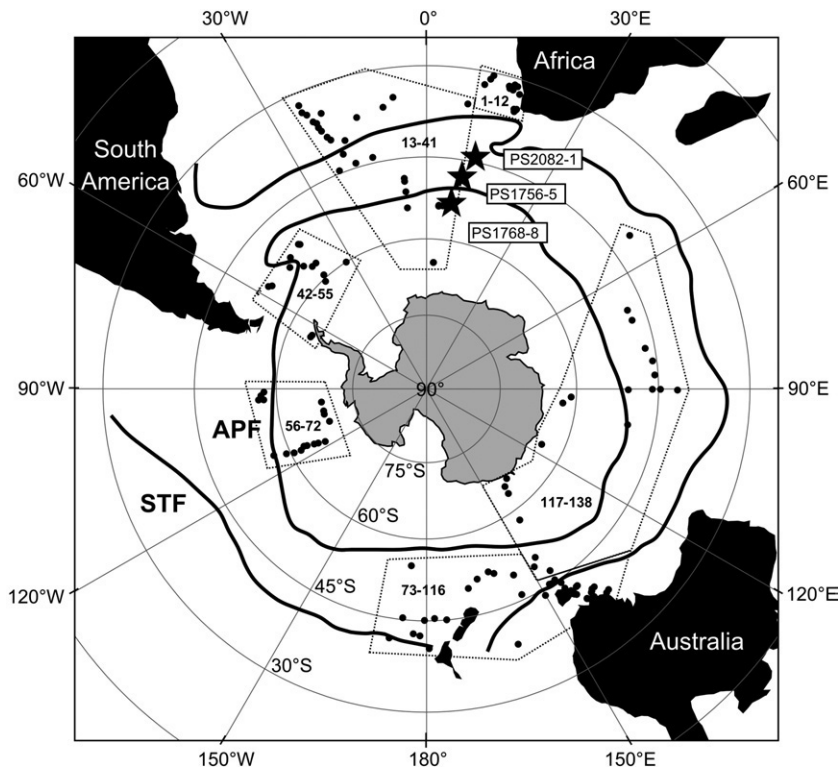 30°W
0°
30°E
Africa
1-12
13-41
PS2082-1
South
America
60°W
60°E
PS1756-5
PS1768-8
42-55
90°W
90°
90°E
APF
56-72
75°S
STF
117-138
60°S
45°S
73-116
120°W
120°E
Australia
30°S
150°W
180°
150°E